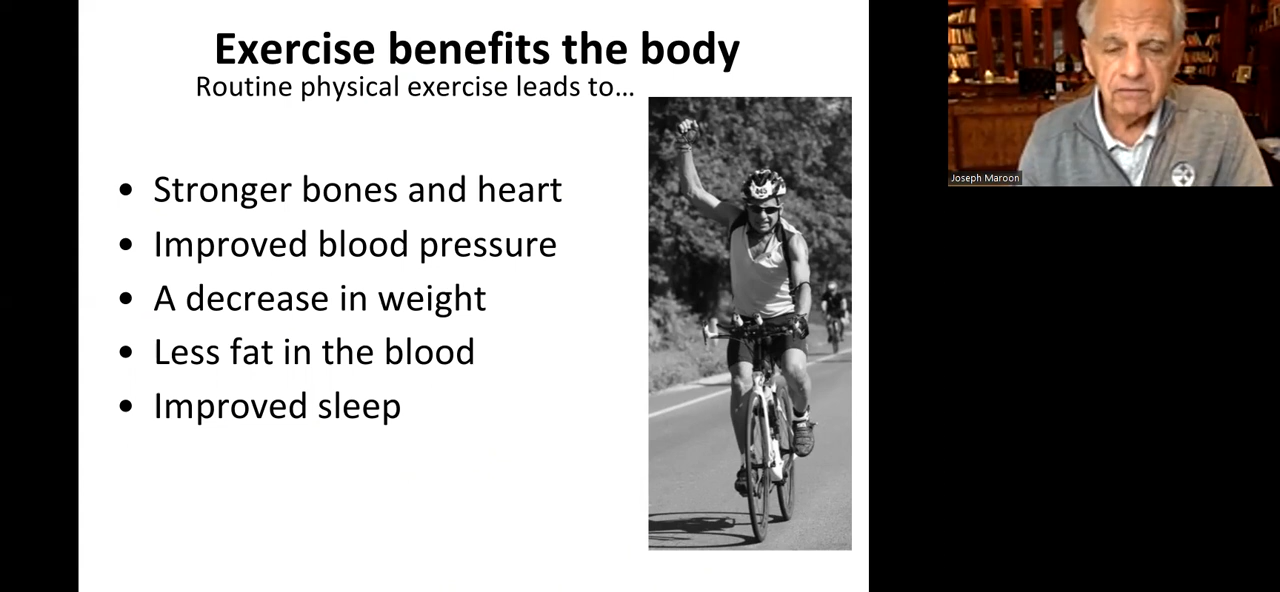 Exercise benefits the body
Routine physical exercise leads to…
• Stronger bones and heart
• Improved blood pressure
• A decrease in weight
• Less fat in the blood
• Improved sleep
Joseph Maroon